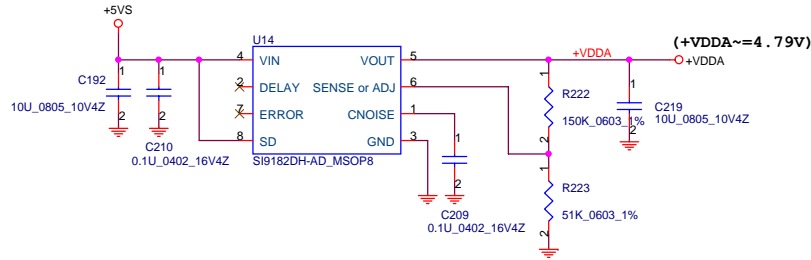 +5VS
(+VDDA~=4.79V)
U14
+VDDA
+VDDA
4 VIN VOUT 5
2 DELAY SENSE or ADJ 6
7 ERROR CNOISE 1
8 SD GND 3
SI9182DH-AD_MSOP8
C192
10U_0805_10V4Z
1
2
1
2
C210
0.1U_0402_16V4Z
1
2
C209
0.1U_0402_16V4Z
1
R222
150K_0603_1%
2
1
C219
10U_0805_10V4Z
2
1
R223
51K_0603_1%
2